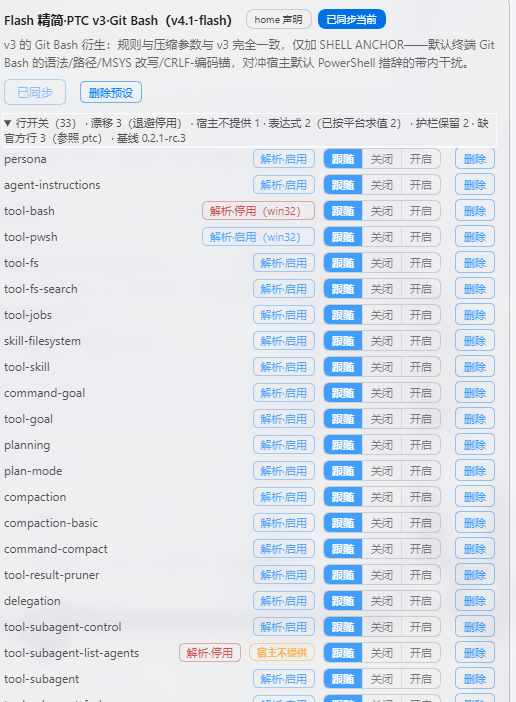 Flash 精简·PTC v3·Git Bash（v4.1-flash） home 声明 已同步当前
v3 的 Git Bash 衍生：规则与压缩参数与 v3 完全一致，仅加 SHELL ANCHOR——默认终端 Git
Bash 的语法/路径/MSYS 改写/CRLF-编码锚，对冲宿主默认 PowerShell 措辞的带内干扰。
已同步 删除预设
▼ 行开关（33） · 漂移 3（退避停用） · 宿主不提供 1 · 表达式 2（已按平台求值 2） · 护栏保留 2 · 缺
官方行 3（参照 ptc） · 基线 0.2.1-rc.3
persona 解析·启用 跟随 关闭 开启 删除
agent-instructions 解析·启用 跟随 关闭 开启 删除
tool-bash 解析·停用（win32） 跟随 关闭 开启 删除
tool-pwsh 解析·启用（win32） 跟随 关闭 开启 删除
tool-fs 解析·启用 跟随 关闭 开启 删除
tool-fs-search 解析·启用 跟随 关闭 开启 删除
tool-jobs 解析·启用 跟随 关闭 开启 删除
skill-filesystem 解析·启用 跟随 关闭 开启 删除
tool-skill 解析·启用 跟随 关闭 开启 删除
command-goal 解析·启用 跟随 关闭 开启 删除
tool-goal 解析·启用 跟随 关闭 开启 删除
planning 解析·启用 跟随 关闭 开启 删除
plan-mode 解析·启用 跟随 关闭 开启 删除
compaction 解析·启用 跟随 关闭 开启 删除
compaction-basic 解析·启用 跟随 关闭 开启 删除
command-compact 解析·启用 跟随 关闭 开启 删除
tool-result-pruner 解析·启用 跟随 关闭 开启 删除
delegation 解析·启用 跟随 关闭 开启 删除
tool-subagent-control 解析·启用 跟随 关闭 开启 删除
tool-subagent-list-agents 解析·停用 宿主不提供 跟随 关闭 开启 删除
tool-subagent 解析·启用 跟随 关闭 开启 删除